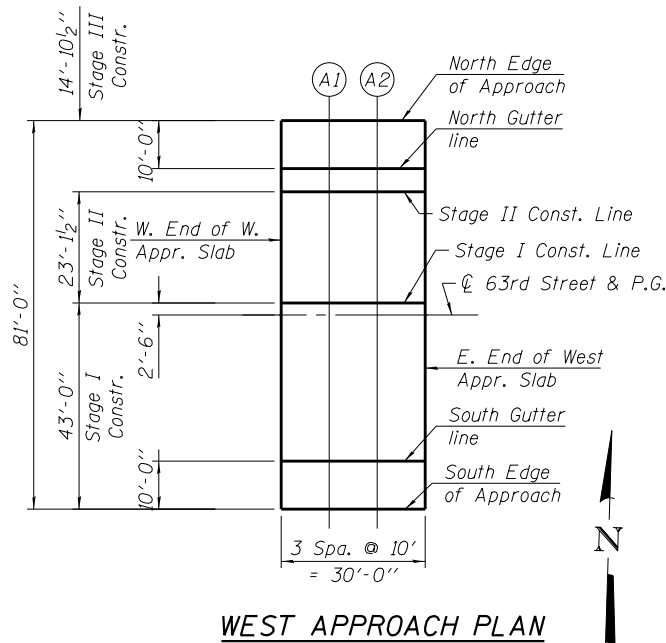 14'-10½"
Stage III
Constr.
A1
A2
North Edge
of Approach
North Gutter
line
10'-0"
23'-1½"
Stage II
Constr.
W. End of W.
Appr. Slab
Stage II Const. Line
Stage I Const. Line
℄ 63rd Street & P.G.
81'-0"
43'-0"
Stage I
Constr.
2'-6"
E. End of West
Appr. Slab
South Gutter
line
10'-0"
South Edge
of Approach
3 Spa. @ 10'
= 30'-0"
N
WEST APPROACH PLAN